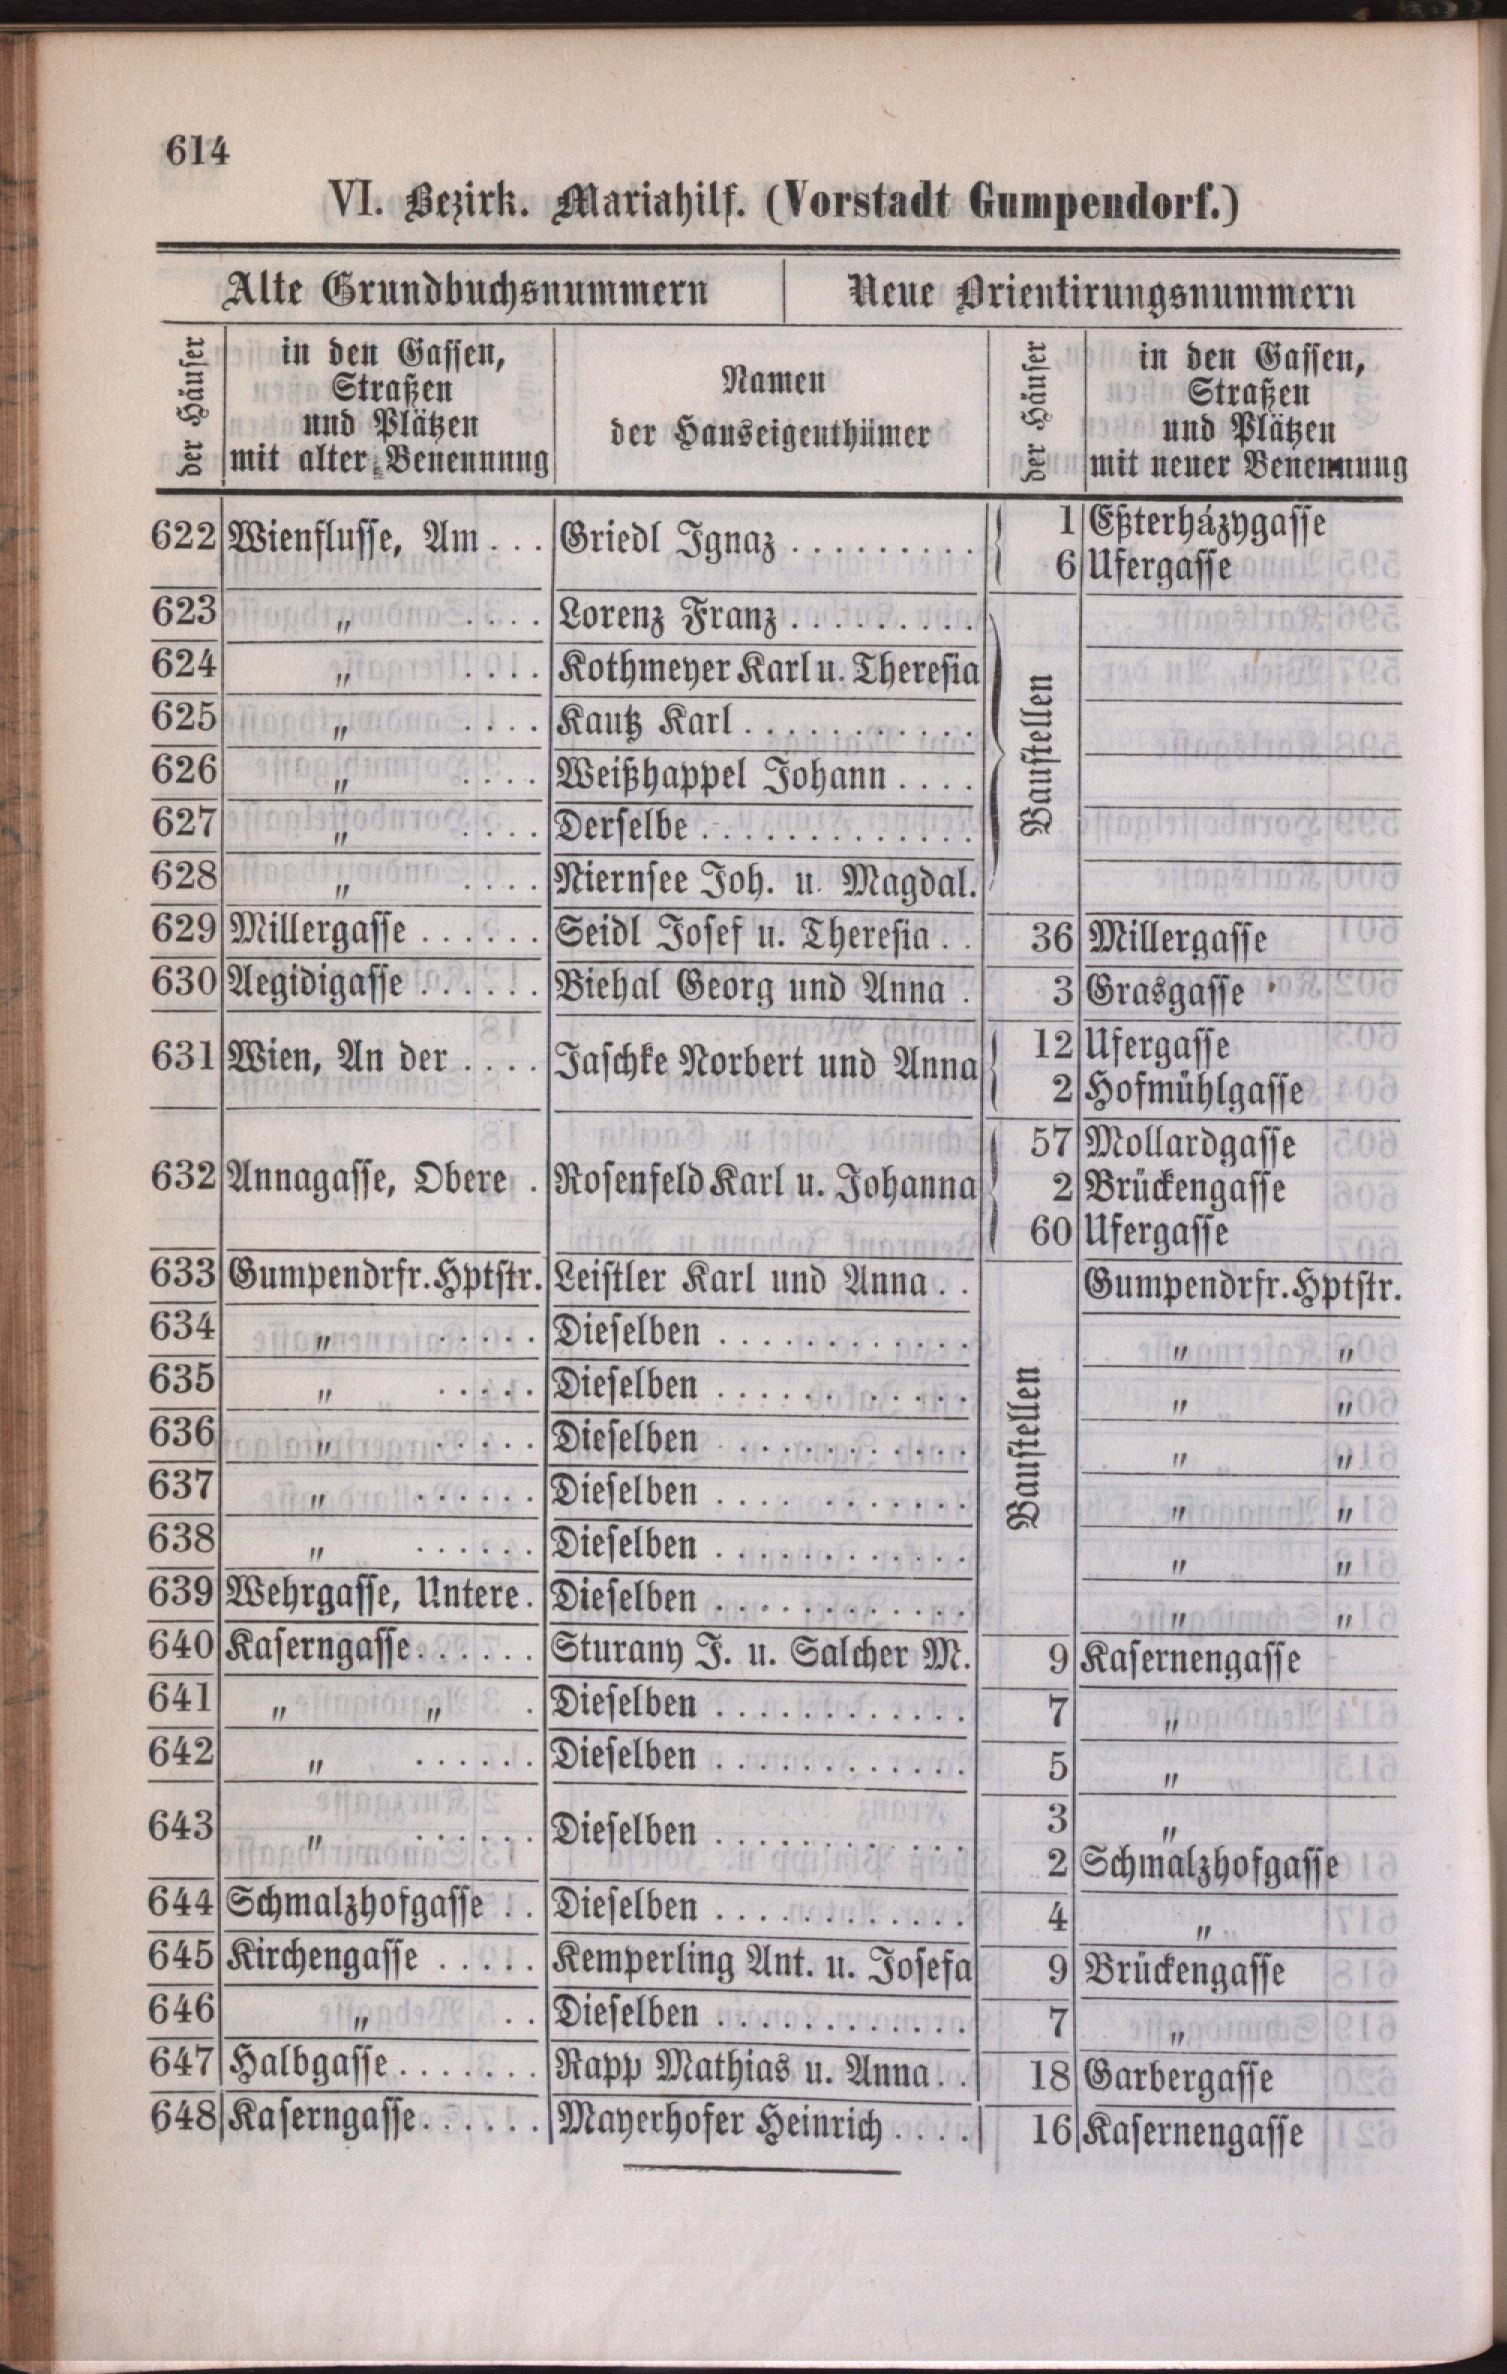 614
VI. Bezirk. Mariahilf. (Vorstadt Gumpendorf.)
Alte Grundbuchsnummern Neue Orientirungsnummern
der Häuser
in den Gassen,
Straßen
und Plätzen
mit alter Benennung
Namen
der Hauseigenthümer
der Häuser
in den Gassen,
Straßen
und Plätzen
mit neuer Benennung
622 Wienflusse, Am . . . Griedl Ignaz . . . . . . . . . 1 Eßterházygasse
6 Ufergasse
623 „ . . . . Lorenz Franz . . . . . . . . .
624 „ . . . . Kothmeyer Karl u. Theresia
625 „ . . . . Kautz Karl . . . . . . . . . . .
Baustellen
626 „ . . . . Weißhappel Johann . . . .
627 „ . . . . Derselbe . . . . . . . . . . . . .
628 „ . . . . Niernsee Joh. u. Magdal.
629 Millergasse . . . . . . Seidl Josef u. Theresia . . 36 Millergasse
630 Aegidigasse . . . . . . Biehal Georg und Anna . 3 Grasgasse
631 Wien, An der . . . . Jaschke Norbert und Anna 12 Ufergasse
2 Hofmühlgasse
57 Mollardgasse
632 Annagasse, Obere . Rosenfeld Karl u. Johanna 2 Brückengasse
60 Ufergasse
633 Gumpendrfr. Hptstr. Leistler Karl und Anna . . Gumpendrfr. Hptstr.
634 „ . . . . . Dieselben . . . . . . . . . . . . „ „
635 „ . . . . . Dieselben . . . . . . . . . . . . „ „
636 „ . . . . . Dieselben . . . . . . . . . . . „ „
Baustellen
637 „ . . . . . . Dieselben . . . . . . . . . . . . „ „
638 „ . . . . . . Dieselben . . . . . . . . . . . . „ „
639 Wehrgasse, Untere . Dieselben . . . . . . . . . . . . „ „
640 Kaserngasse . . . . . . Sturany J. u. Salcher M. 9 Kasernengasse
641 „ „ . Dieselben . . . . . . . . . . . . 7 „
642 „ . . . . . . Dieselben . . . . . . . . . . . . 5 „
643 „ . . . . . . Dieselben . . . . . . . . . . . . 3 „
2 Schmalzhofgasse
644 Schmalzhofgasse . . Dieselben . . . . . . . . . . . . 4 „
645 Kirchengasse . . . . . Kemperling Ant. u. Josefa 9 Brückengasse
646 „ . . Dieselben . . . . . . . . . . . . 7 „
647 Halbgasse . . . . . . . Rapp Mathias u. Anna . . 18 Garbergasse
648 Kaserngasse . . . . . . Mayerhofer Heinrich . . . . 16 Kasernengasse